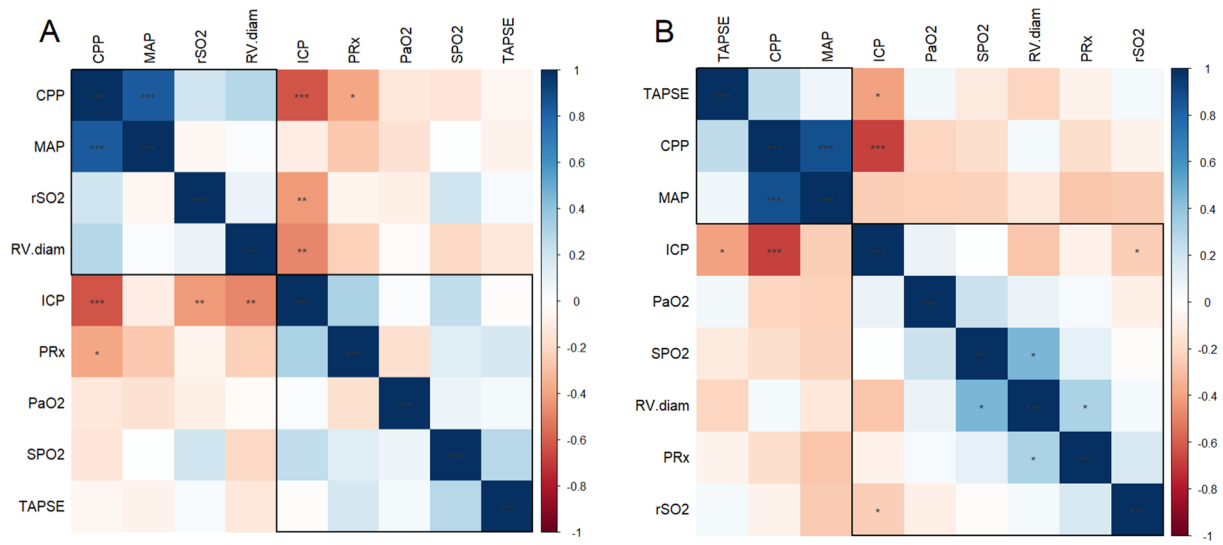 A
CPP MAP rSO2 RV.diam ICP PRx PaO2 SPO2 TAPSE
CPP *** *** *** *
MAP *** ***
rSO2 *** **
RV.diam *** **
ICP *** ** ** ***
PRx * ***
PaO2 ***
SPO2 ***
TAPSE ***
1
0.8
0.6
0.4
0.2
0
-0.2
-0.4
-0.6
-0.8
-1
B
TAPSE CPP MAP ICP PaO2 SPO2 RV.diam PRx rSO2
TAPSE *** *
CPP *** *** ***
MAP *** ***
ICP * *** *** *
PaO2 ***
SPO2 *** *
RV.diam * *** *
PRx * ***
rSO2 * ***
1
0.8
0.6
0.4
0.2
0
-0.2
-0.4
-0.6
-0.8
-1